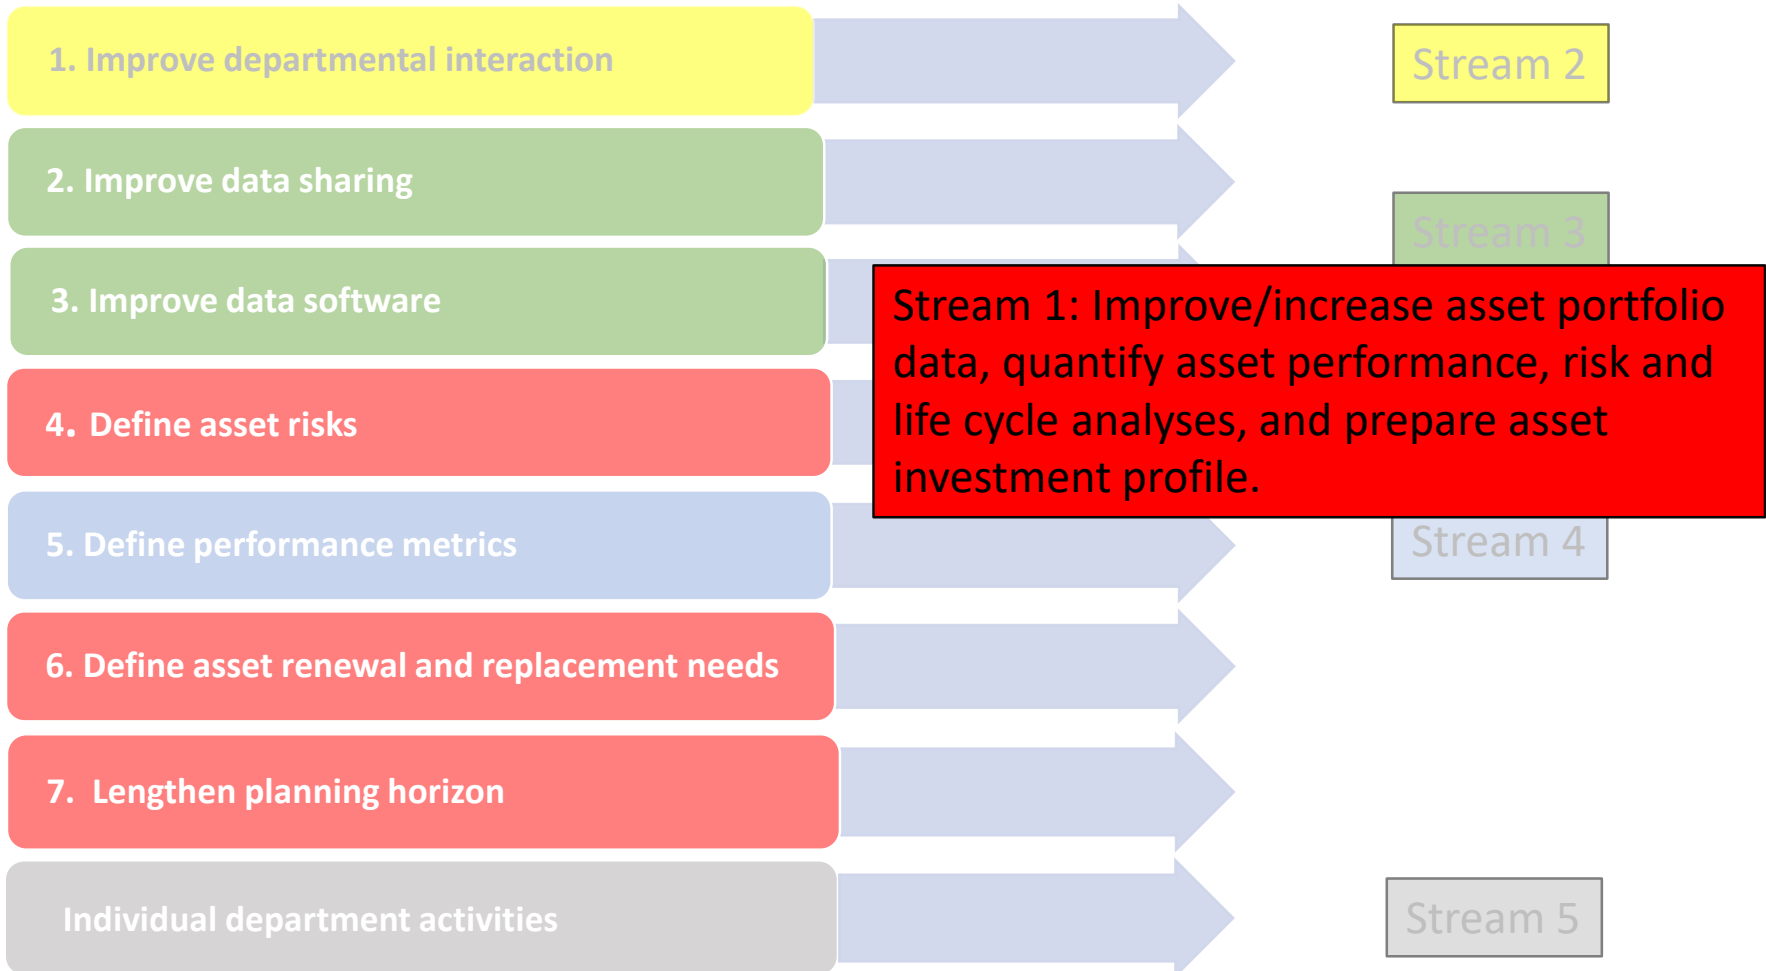 1. Improve departmental interaction
Stream 2
2. Improve data sharing
Stream 3
3. Improve data software
Stream 1: Improve/increase asset portfolio
data, quantify asset performance, risk and
life cycle analyses, and prepare asset
investment profile.
4. Define asset risks
5. Define performance metrics
Stream 4
6. Define asset renewal and replacement needs
7. Lengthen planning horizon
Individual department activities
Stream 5